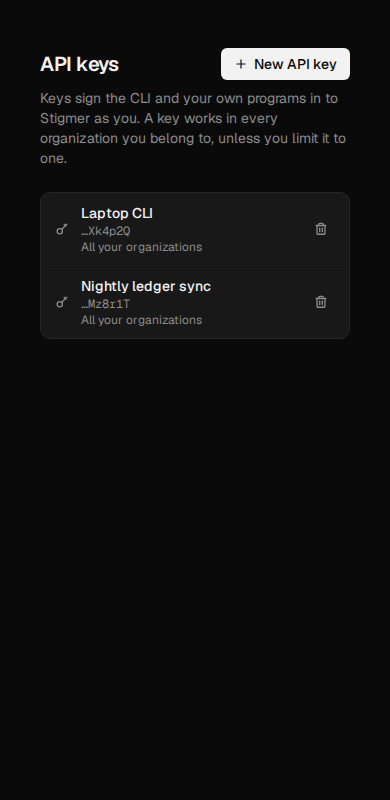 API keys
New API key
Keys sign the CLI and your own programs in to
Stigmer as you. A key works in every
organization you belong to, unless you limit it to
one.
Laptop CLI
…Xk4p2Q
All your organizations
Nightly ledger sync
…Mz8r1T
All your organizations